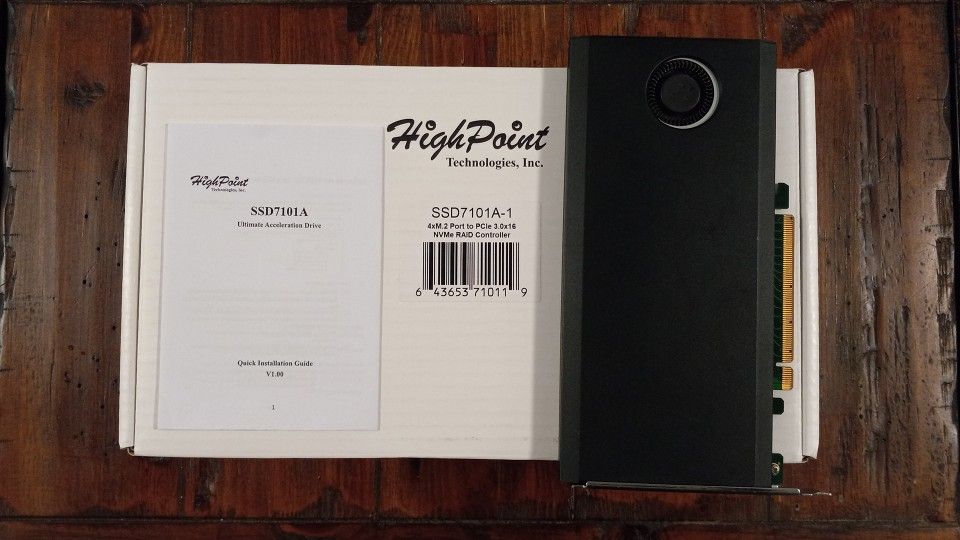 HighPoint
Technologies, Inc.
SSD7101A
Ultimate Acceleration Drive
Quick Installation Guide
V1.00
1
HighPoint
Technologies, Inc.
SSD7101A-1
4xM.2 Port to PCIe 3.0x16
NVMe RAID Controller
6 43653 71011 9